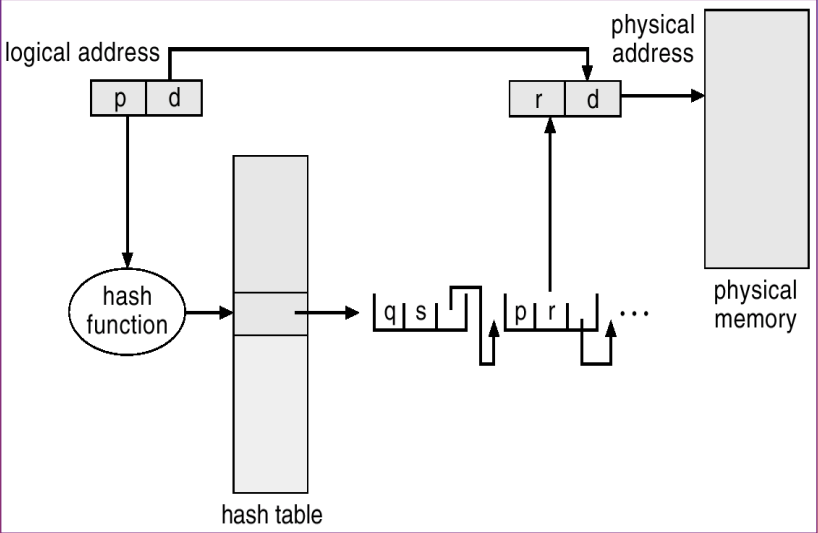 logical address
physical
address
p d
r d
hash
function
q s
p r
...
physical
memory
hash table